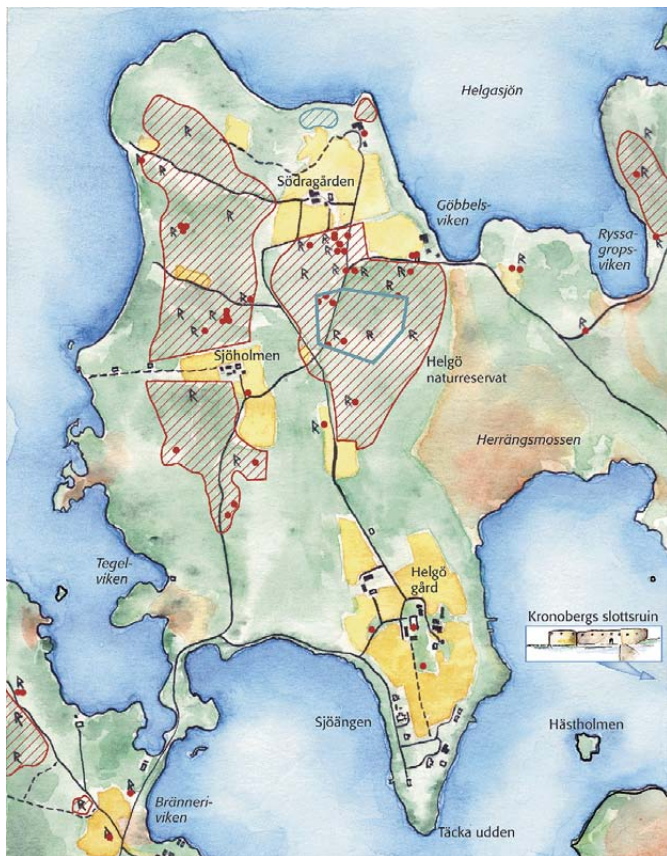 Helgasjön
Södragården
Göbbels-
viken
Ryssa-
grops-
viken
Sjöholmen
Helgö
naturreservat
Herrängsmossen
Tegel-
viken
Helgö
gård
Kronobergs slottsruin
Sjöängen
Hästholmen
Bränneri-
viken
Täcka udden